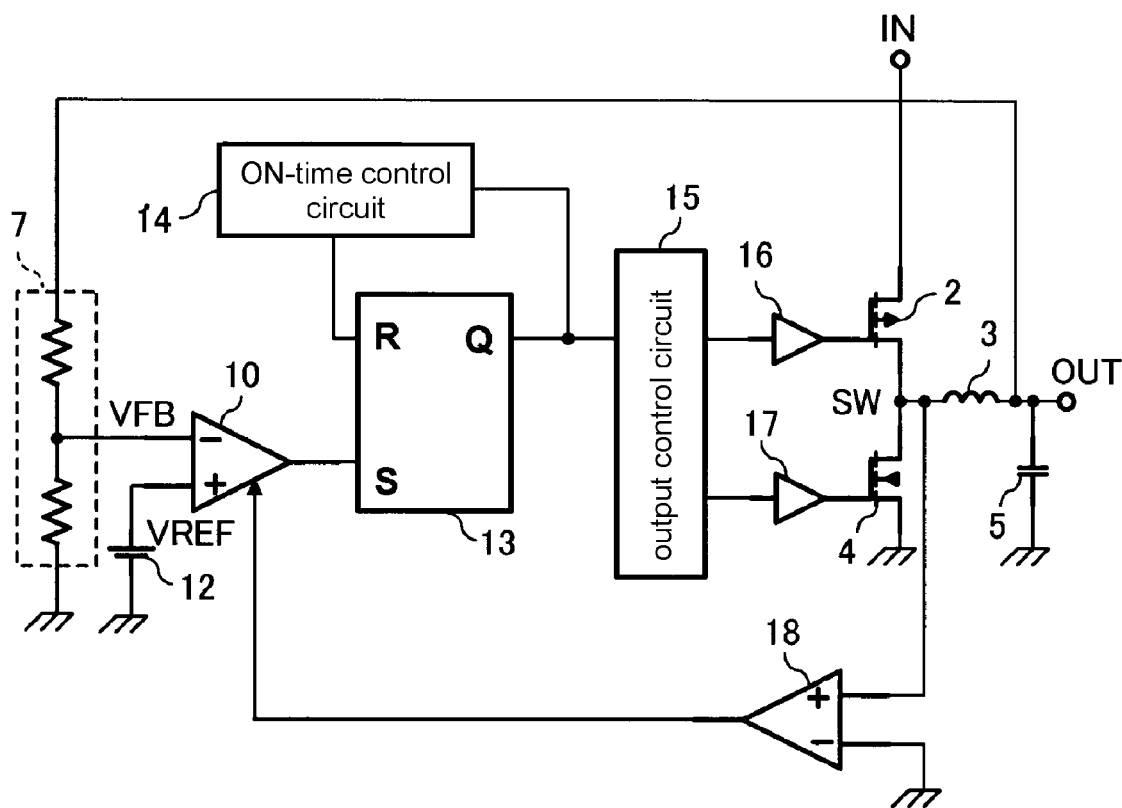 IN
ON-time control
circuit
14
7
15
16
2
3
R
Q
10
VFB
SW
OUT
−
+
S
output control circuit
17
VREF
4
5
12
13
18
+
−